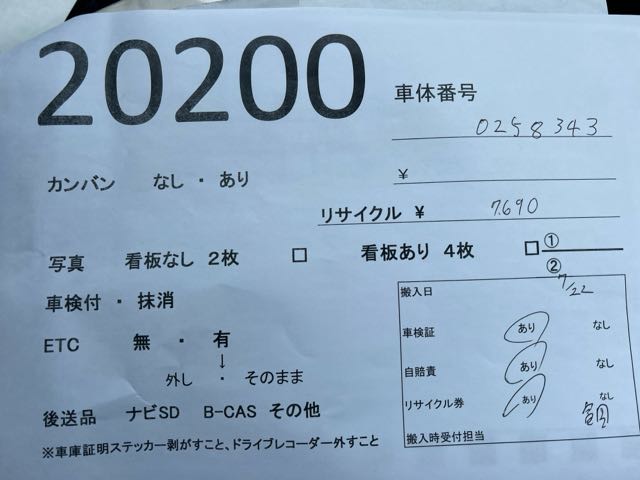 20200
車体番号
0258343
カンバン なし ・ あり
¥
リサイクル ¥ 7,690
写真 看板なし 2枚 □ 看板あり 4枚 □①
②
車検付 ・ 抹消
搬入日 7/22
ETC 無 ・ 有
車検証 あり なし
↓
外し ・ そのまま
自賠責 あり なし
リサイクル券 あり なし
後送品 ナビSD B-CAS その他
搬入時受付担当
※車庫証明ステッカー剥がすこと、ドライブレコーダー外すこと